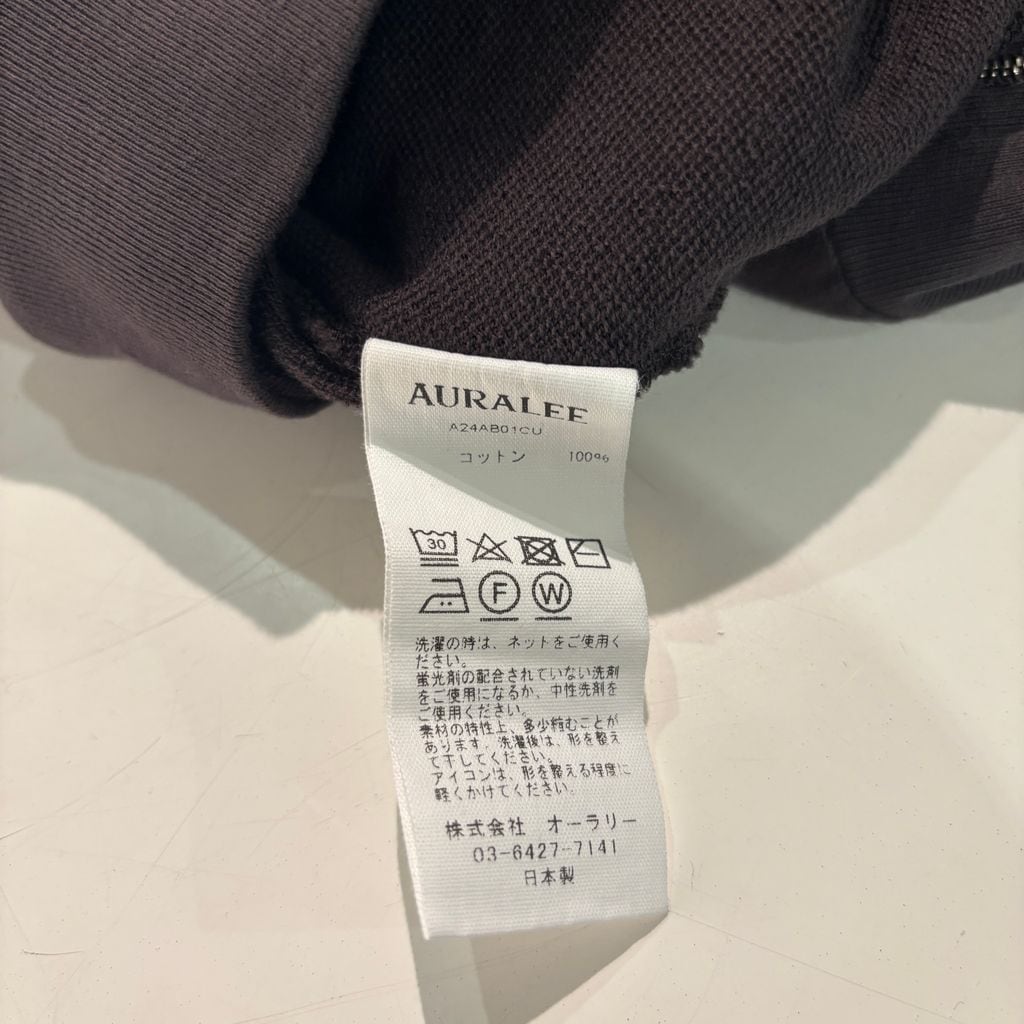 AURALEE
A24AB01CU
コットン 100%
30
F W
洗濯の時は、ネットをご使用く
ださい。
蛍光剤の配合されていない洗剤
をご使用になるか、中性洗剤を
ご使用ください。
素材の特性上、多少縮むことが
あります。洗濯後は、形を整え
て干してください。
アイロンは、形を整える程度に
軽くかけてください。
株式会社 オーラリー
03-6427-7141
日本製